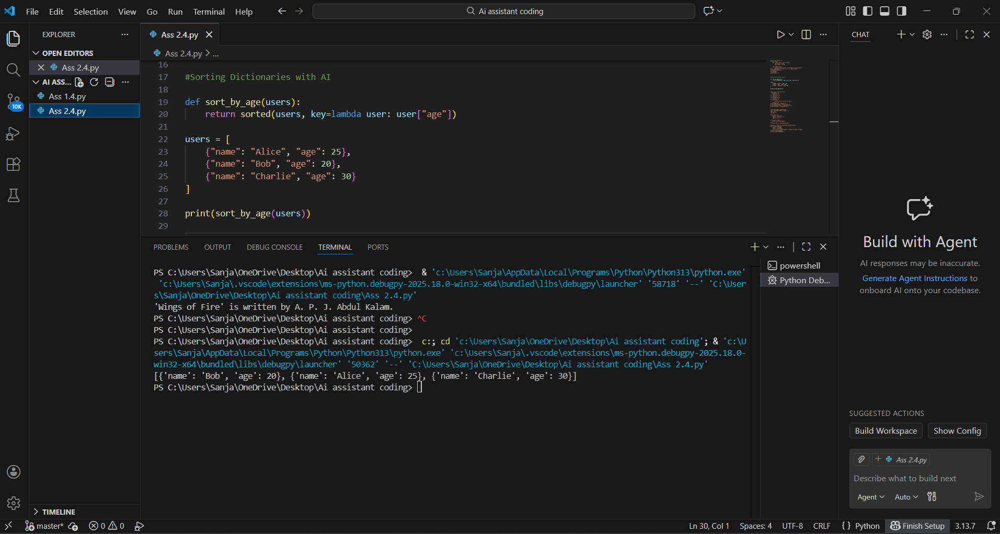 File Edit Selection View Go Run Terminal Help
Ai assistant coding
EXPLORER
OPEN EDITORS
Ass 2.4.py
AI ASS...
Ass 1.4.py
Ass 2.4.py
10K
TIMELINE
Ass 2.4.py
Ass 2.4.py > ...
16
17 #Sorting Dictionaries with AI
18
19 def sort_by_age(users):
20 return sorted(users, key=lambda user: user["age"])
21
22 users = [
23 {"name": "Alice", "age": 25},
24 {"name": "Bob", "age": 20},
25 {"name": "Charlie", "age": 30}
26 ]
27
28 print(sort_by_age(users))
29
PROBLEMS OUTPUT DEBUG CONSOLE TERMINAL PORTS
PS C:\Users\Sanja\OneDrive\Desktop\Ai assistant coding>  & 'c:\Users\Sanja\AppData\Local\Programs\Python\Python313\python.exe'
'c:\Users\Sanja\.vscode\extensions\ms-python.debugpy-2025.18.0-win32-x64\bundled\libs\debugpy\launcher' '58718' '--' 'C:\User
s\Sanja\OneDrive\Desktop\Ai assistant coding\Ass 2.4.py'
'Wings of Fire' is written by A. P. J. Abdul Kalam.
PS C:\Users\Sanja\OneDrive\Desktop\Ai assistant coding> ^C
PS C:\Users\Sanja\OneDrive\Desktop\Ai assistant coding>
PS C:\Users\Sanja\OneDrive\Desktop\Ai assistant coding>  c:; cd 'c:\Users\Sanja\OneDrive\Desktop\Ai assistant coding'; & 'c:\U
sers\Sanja\AppData\Local\Programs\Python\Python313\python.exe' 'c:\Users\Sanja\.vscode\extensions\ms-python.debugpy-2025.18.0-
win32-x64\bundled\libs\debugpy\launcher' '50362' '--' 'C:\Users\Sanja\OneDrive\Desktop\Ai assistant coding\Ass 2.4.py'
[{'name': 'Bob', 'age': 20}, {'name': 'Alice', 'age': 25}, {'name': 'Charlie', 'age': 30}]
PS C:\Users\Sanja\OneDrive\Desktop\Ai assistant coding>
powershell
Python Deb...
CHAT
Build with Agent
AI responses may be inaccurate.
Generate Agent Instructions to
onboard AI onto your codebase.
SUGGESTED ACTIONS
Build Workspace Show Config
Ass 2.4.py
Describe what to build next
Agent Auto
master* 0 0
Ln 30, Col 1 Spaces: 4 UTF-8 CRLF {} Python Finish Setup 3.13.7